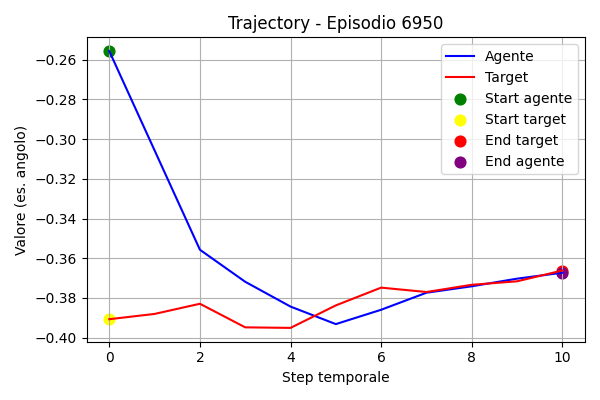 Trajectory - Episodio 6950
Valore (es. angolo)
−0.26
−0.28
−0.30
−0.32
−0.34
−0.36
−0.38
−0.40
Agente
Target
Start agente
Start target
End target
End agente
0 2 4 6 8 10
Step temporale